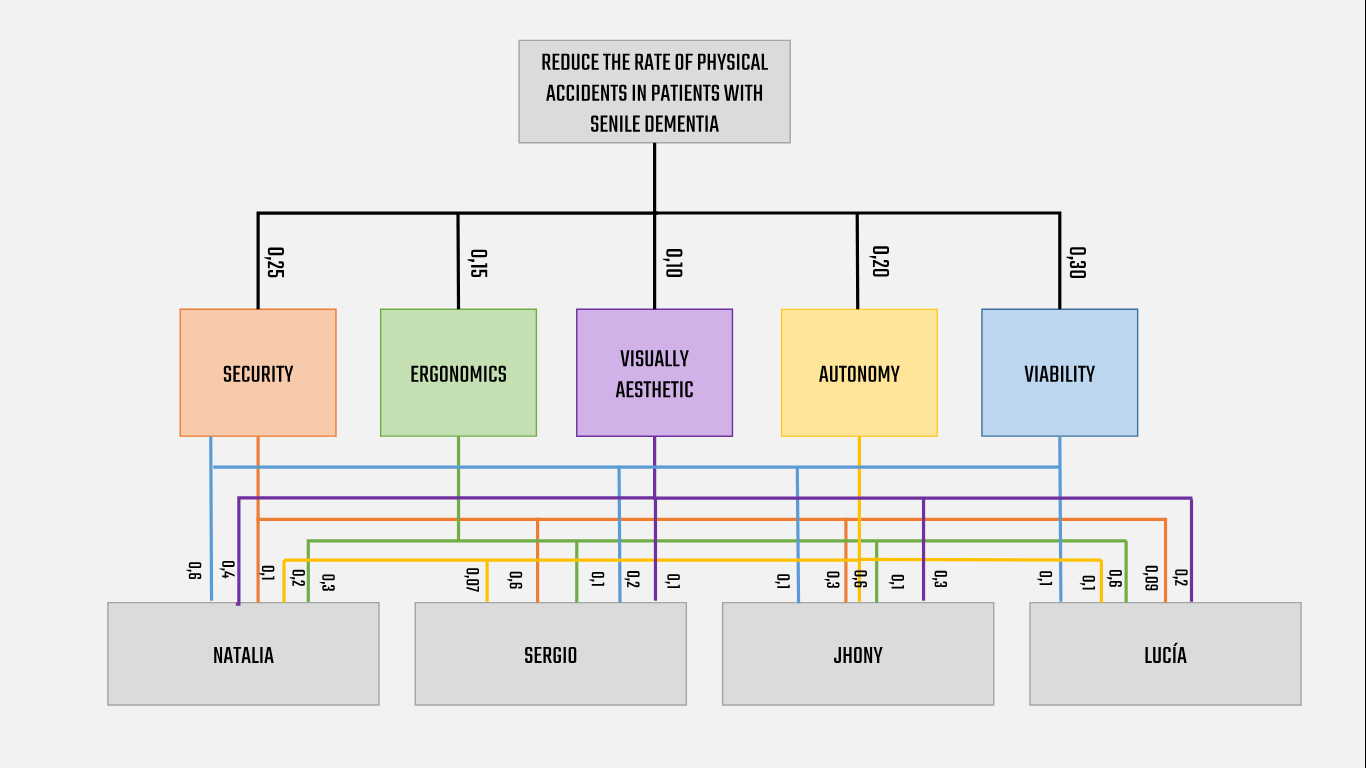 REDUCE THE RATE OF PHYSICAL
ACCIDENTS IN PATIENTS WITH
SENILE DEMENTIA
0,25
0,15
0,10
0,20
0,30
SECURITY
ERGONOMICS
VISUALLY
AESTHETIC
AUTONOMY
VIABILITY
0,6
0,4
0,1
0,2
0,3
0,07
0,6
0,1
0,2
0,1
0,1
0,3
0,6
0,1
0,3
0,1
0,1
0,6
0,09
0,2
NATALIA
SERGIO
JHONY
LUCÍA